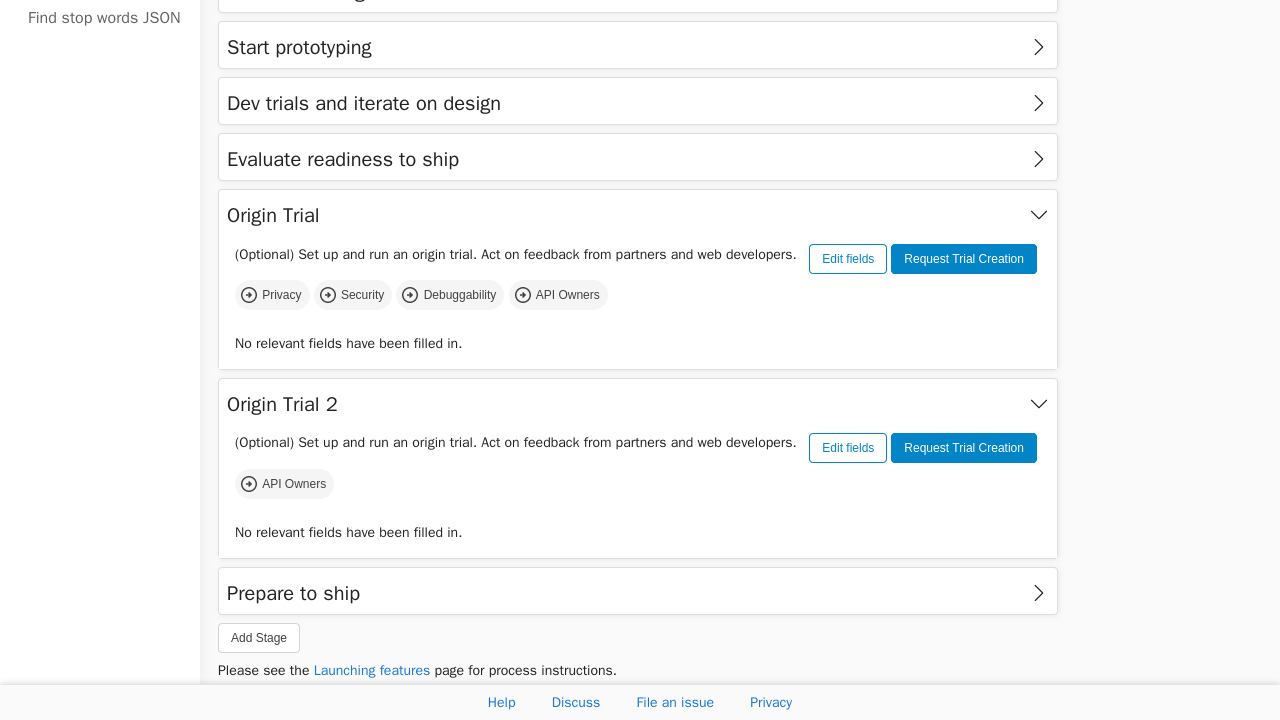 Find stop words JSON
Start prototyping
Dev trials and iterate on design
Evaluate readiness to ship
Origin Trial
(Optional) Set up and run an origin trial. Act on feedback from partners and web developers. Edit fields Request Trial Creation
Privacy Security Debuggability API Owners
No relevant fields have been filled in.
Origin Trial 2
(Optional) Set up and run an origin trial. Act on feedback from partners and web developers. Edit fields Request Trial Creation
API Owners
No relevant fields have been filled in.
Prepare to ship
Add Stage
Please see the Launching features page for process instructions.
Help Discuss File an issue Privacy